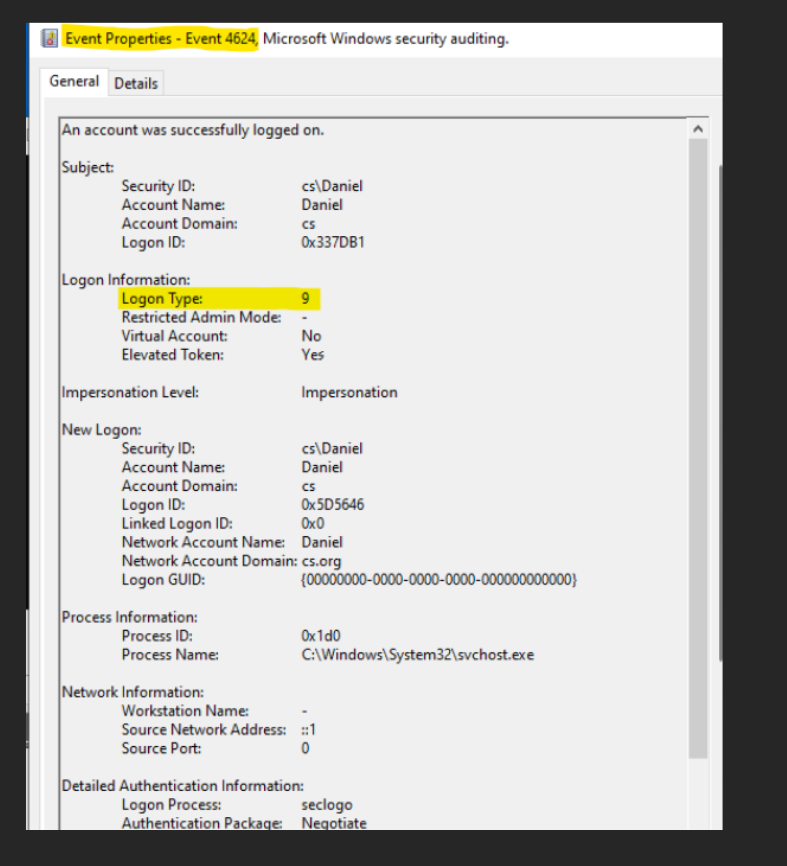 Event Properties - Event 4624, Microsoft Windows security auditing.
General Details
An account was successfully logged on.
Subject:
Security ID: cs\Daniel
Account Name: Daniel
Account Domain: cs
Logon ID: 0x337DB1
Logon Information:
Logon Type: 9
Restricted Admin Mode: -
Virtual Account: No
Elevated Token: Yes
Impersonation Level: Impersonation
New Logon:
Security ID: cs\Daniel
Account Name: Daniel
Account Domain: cs
Logon ID: 0x5D5646
Linked Logon ID: 0x0
Network Account Name: Daniel
Network Account Domain: cs.org
Logon GUID: {00000000-0000-0000-0000-000000000000}
Process Information:
Process ID: 0x1d0
Process Name: C:\Windows\System32\svchost.exe
Network Information:
Workstation Name: -
Source Network Address: ::1
Source Port: 0
Detailed Authentication Information:
Logon Process: seclogo
Authentication Package: Negotiate